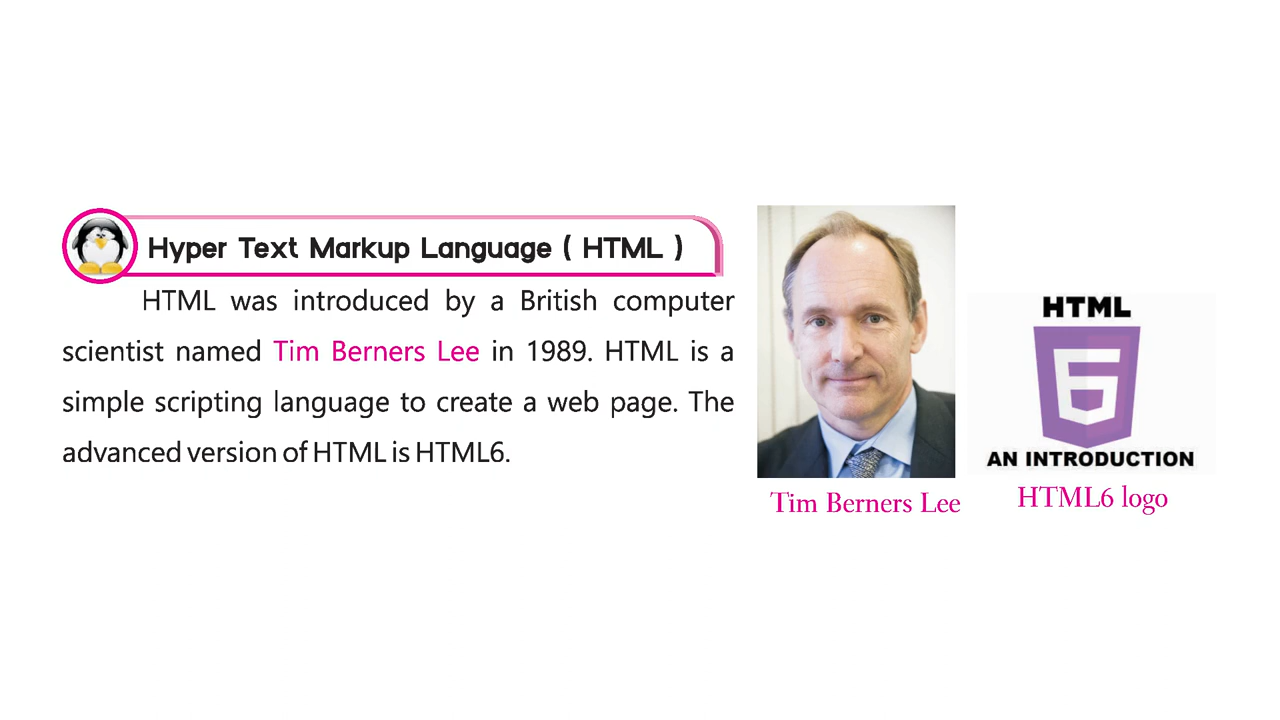 Hyper Text Markup Language ( HTML )
HTML was introduced by a British computer
scientist named Tim Berners Lee in 1989. HTML is a
simple scripting language to create a web page. The
advanced version of HTML is HTML6.
Tim Berners Lee
HTML
6
AN INTRODUCTION
HTML6 logo